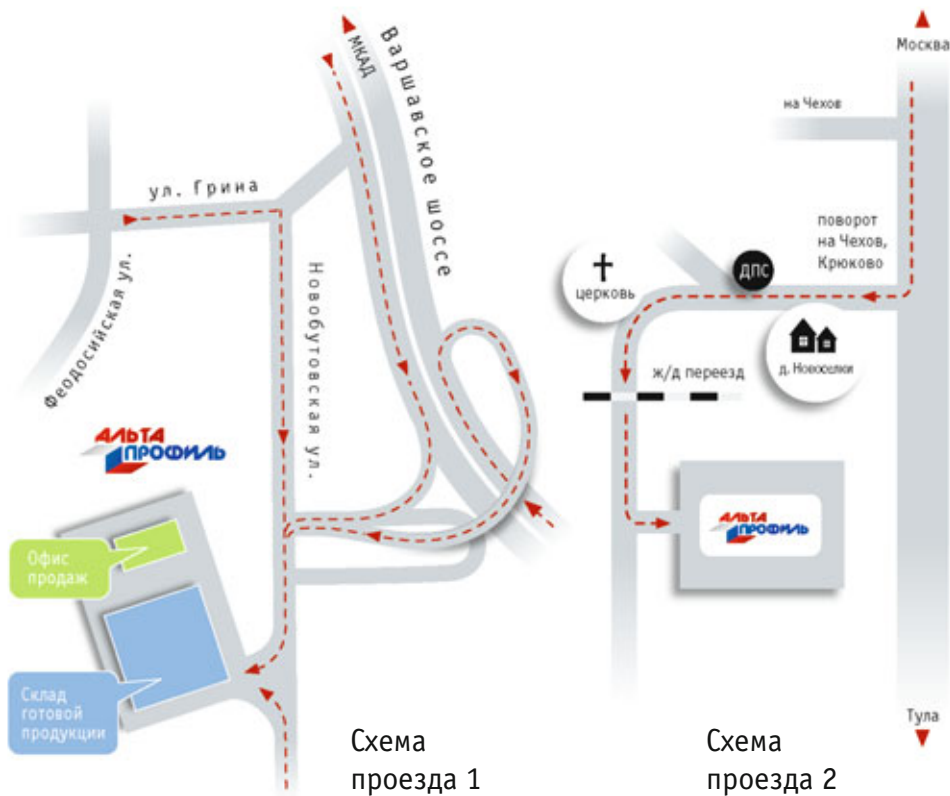 МКАД
Варшавское шоссе
ул. Грина
Феодосийская ул.
Новобутовская ул.
АЛЬТА
ПРОФИЛЬ
Офис
продаж
Склад
готовой
продукции
Схема
проезда 1
Москва
на Чехов
поворот
на Чехов,
Крюково
ДПС
церковь
д. Новоселки
ж/д переезд
АЛЬТА
ПРОФИЛЬ
Тула
Схема
проезда 2